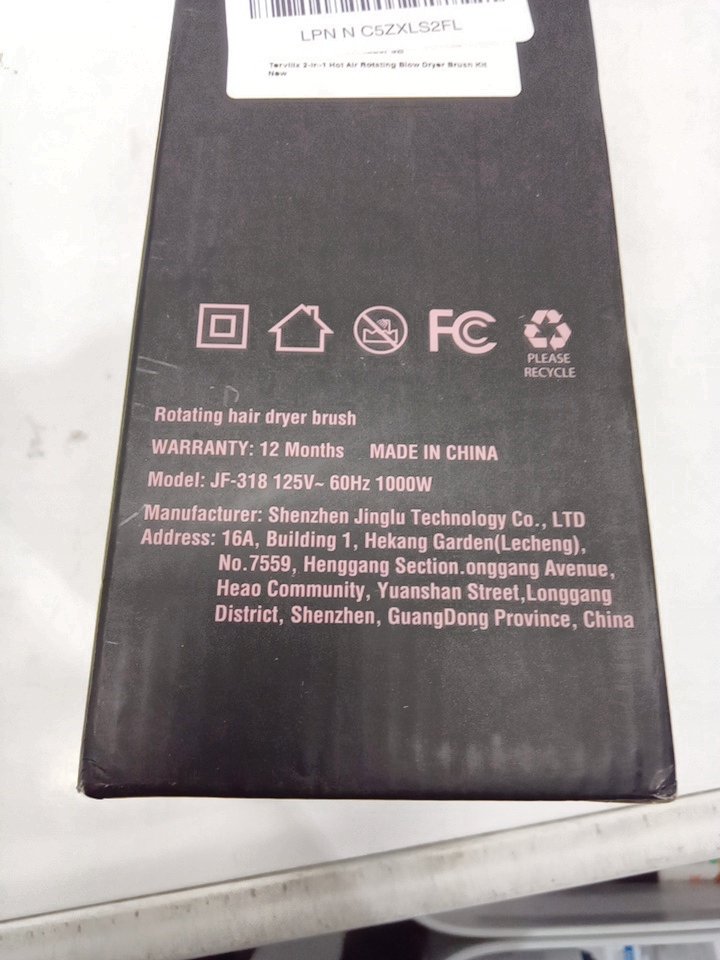 LPN N C5ZXLS2FL
Tervilix 2-in-1 Hot Air Rotating Blow Dryer Brush Kit
New
FC
PLEASE
RECYCLE
Rotating hair dryer brush
WARRANTY: 12 Months MADE IN CHINA
Model: JF-318 125V~ 60Hz 1000W
Manufacturer: Shenzhen Jinglu Technology Co., LTD
Address: 16A, Building 1, Hekang Garden(Lecheng),
No.7559, Henggang Section.onggang Avenue,
Heao Community, Yuanshan Street,Longgang
District, Shenzhen, GuangDong Province, China